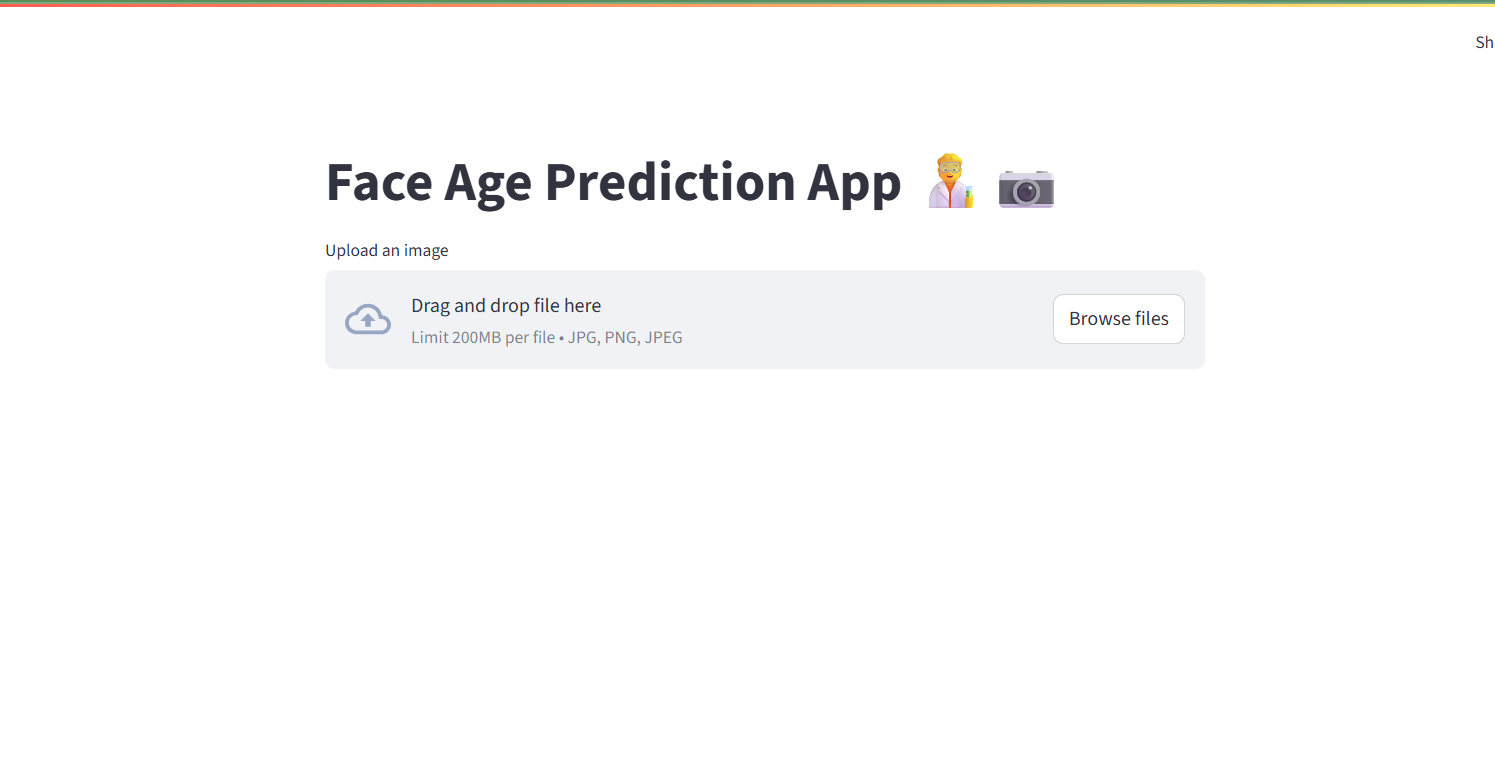 Sh
Face Age Prediction App 🧑‍🔬 📷
Upload an image
Drag and drop file here
Limit 200MB per file • JPG, PNG, JPEG
Browse files